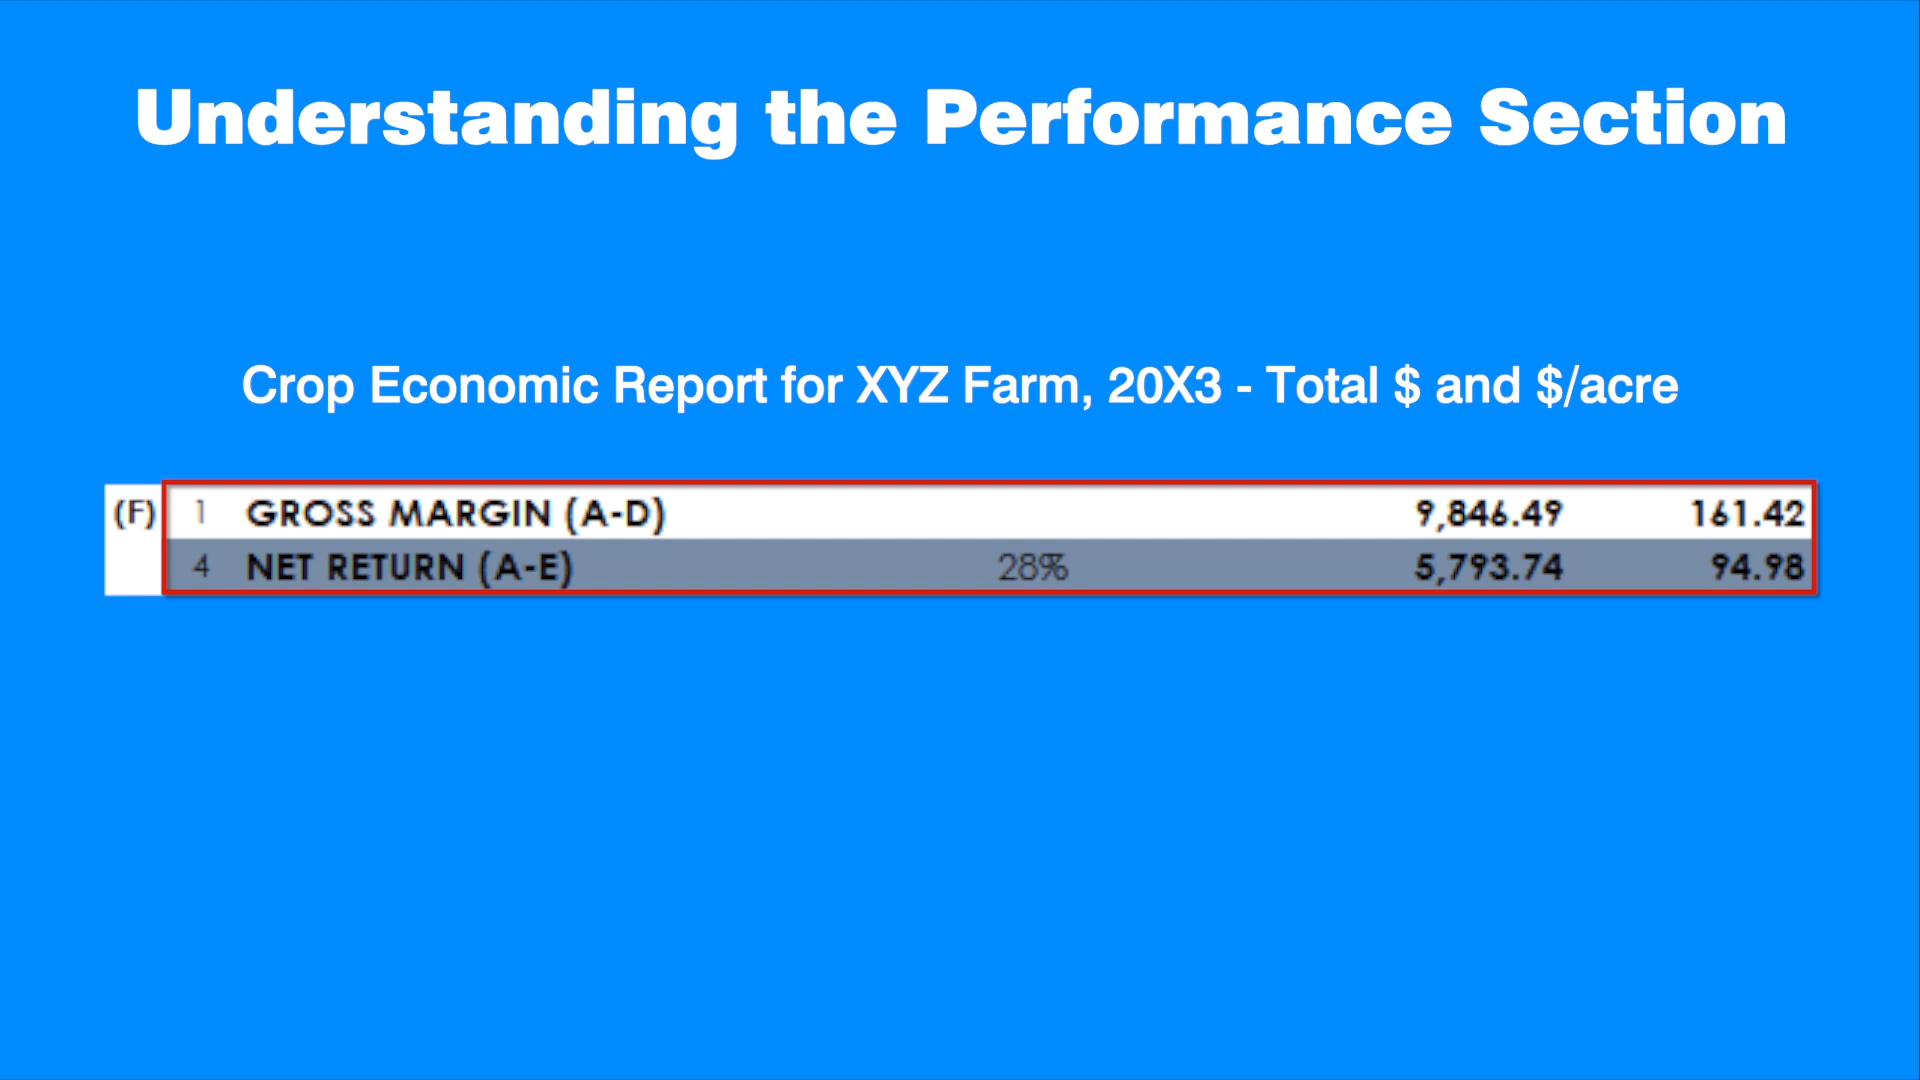 Understanding the Performance Section
Crop Economic Report for XYZ Farm, 20X3 - Total $ and $/acre
(F) 1 GROSS MARGIN (A-D) 9,846.49 161.42
4 NET RETURN (A-E) 28% 5,793.74 94.98